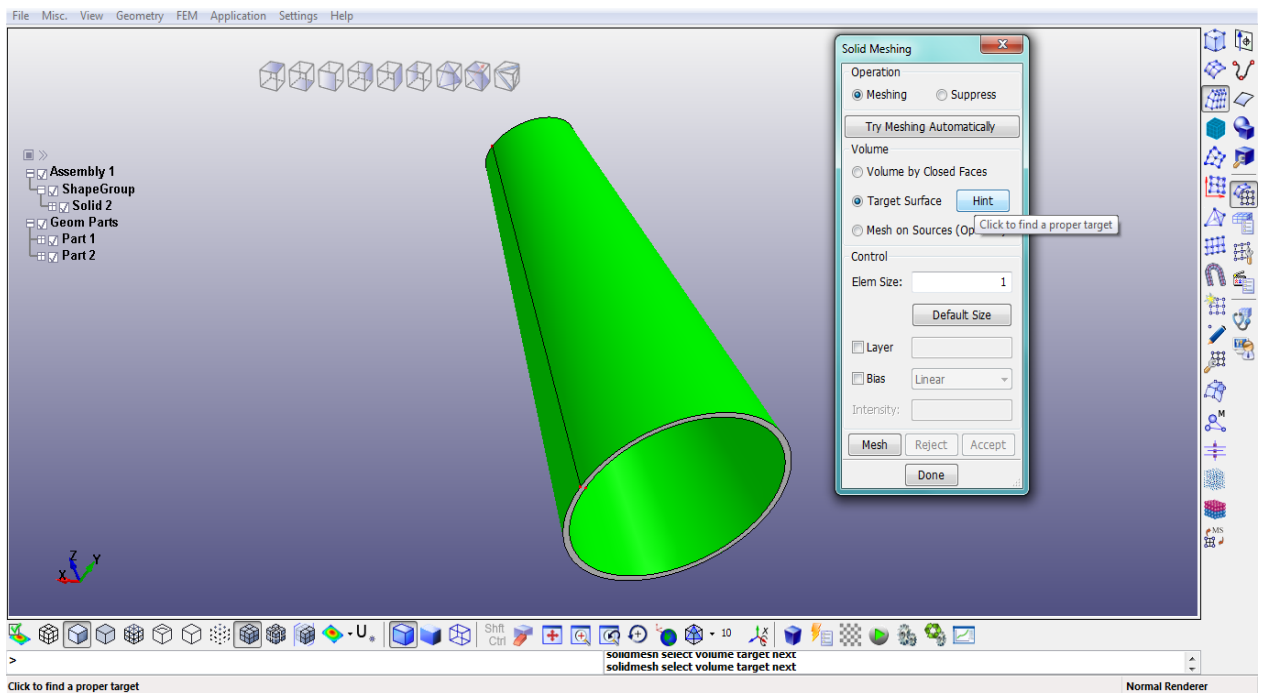 File Misc. View Geometry FEM Application Settings Help
Solid Meshing
Operation
Meshing Suppress
Try Meshing Automatically
Volume
Volume by Closed Faces
Target Surface Hint
Click to find a proper target
Mesh on Sources (Op
Control
Elem Size: 1
Default Size
Layer
Bias Linear
Intensity:
Mesh Reject Accept
Done
Assembly 1
ShapeGroup
Solid 2
Geom Parts
Part 1
Part 2
Z
Y
X
M
MS
U
Shft
Ctrl
10
>
solidmesh select volume target next
solidmesh select volume target next
Click to find a proper target Normal Renderer